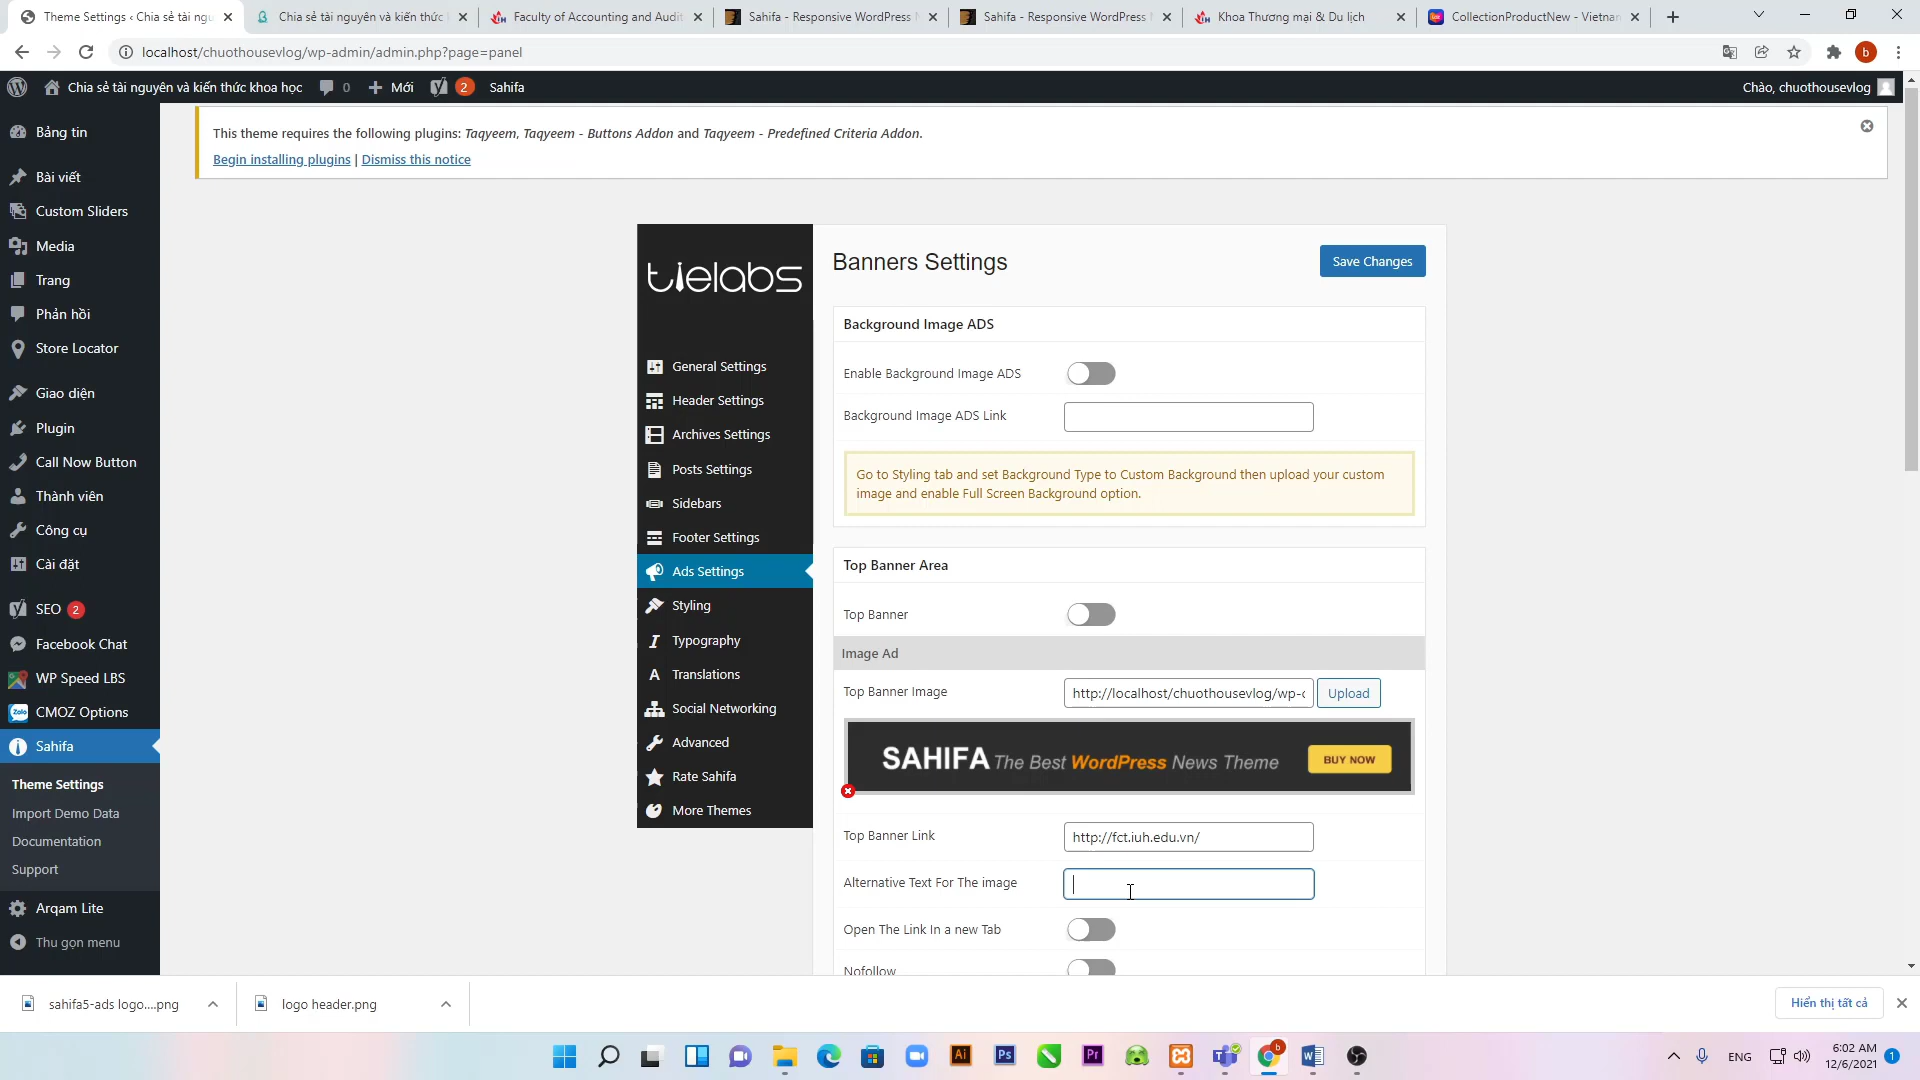 Theme Settings ‹ Chia sẻ tài ngu
Chia sẻ tài nguyên và kiến thức
Faculty of Accounting and Audit
Sahifa - Responsive WordPress
Sahifa - Responsive WordPress
Khoa Thương mại & Du lịch
CollectionProductNew - Vietnan
localhost/chuothousevlog/wp-admin/admin.php?page=panel
b
Chia sẻ tài nguyên và kiến thức khoa học
0
Mới
2
Sahifa
Chào, chuothousevlog
This theme requires the following plugins: Taqyeem, Taqyeem - Buttons Addon and Taqyeem - Predefined Criteria Addon.
Begin installing plugins | Dismiss this notice
Bảng tin
Bài viết
Custom Sliders
Media
Trang
Phản hồi
Store Locator
Giao diện
Plugin
Call Now Button
Thành viên
Công cụ
Cài đặt
SEO 2
Facebook Chat
WP Speed LBS
Zalo
CMOZ Options
Sahifa
Theme Settings
Import Demo Data
Documentation
Support
Arqam Lite
Thu gọn menu
tielabs
General Settings
Header Settings
Archives Settings
Posts Settings
Sidebars
Footer Settings
Ads Settings
Styling
Typography
Translations
Social Networking
Advanced
Rate Sahifa
More Themes
Banners Settings
Save Changes
Background Image ADS
Enable Background Image ADS
Background Image ADS Link
Go to Styling tab and set Background Type to Custom Background then upload your custom
image and enable Full Screen Background option.
Top Banner Area
Top Banner
Image Ad
Top Banner Image
http://localhost/chuothousevlog/wp-c
Upload
SAHIFA The Best WordPress News Theme
BUY NOW
Top Banner Link
http://fct.iuh.edu.vn/
Alternative Text For The image
Open The Link In a new Tab
Nofollow
sahifa5-ads logo....png
logo header.png
Hiển thị tất cả
Ai
Ps
Pr
b
ENG
6:02 AM
12/6/2021
1